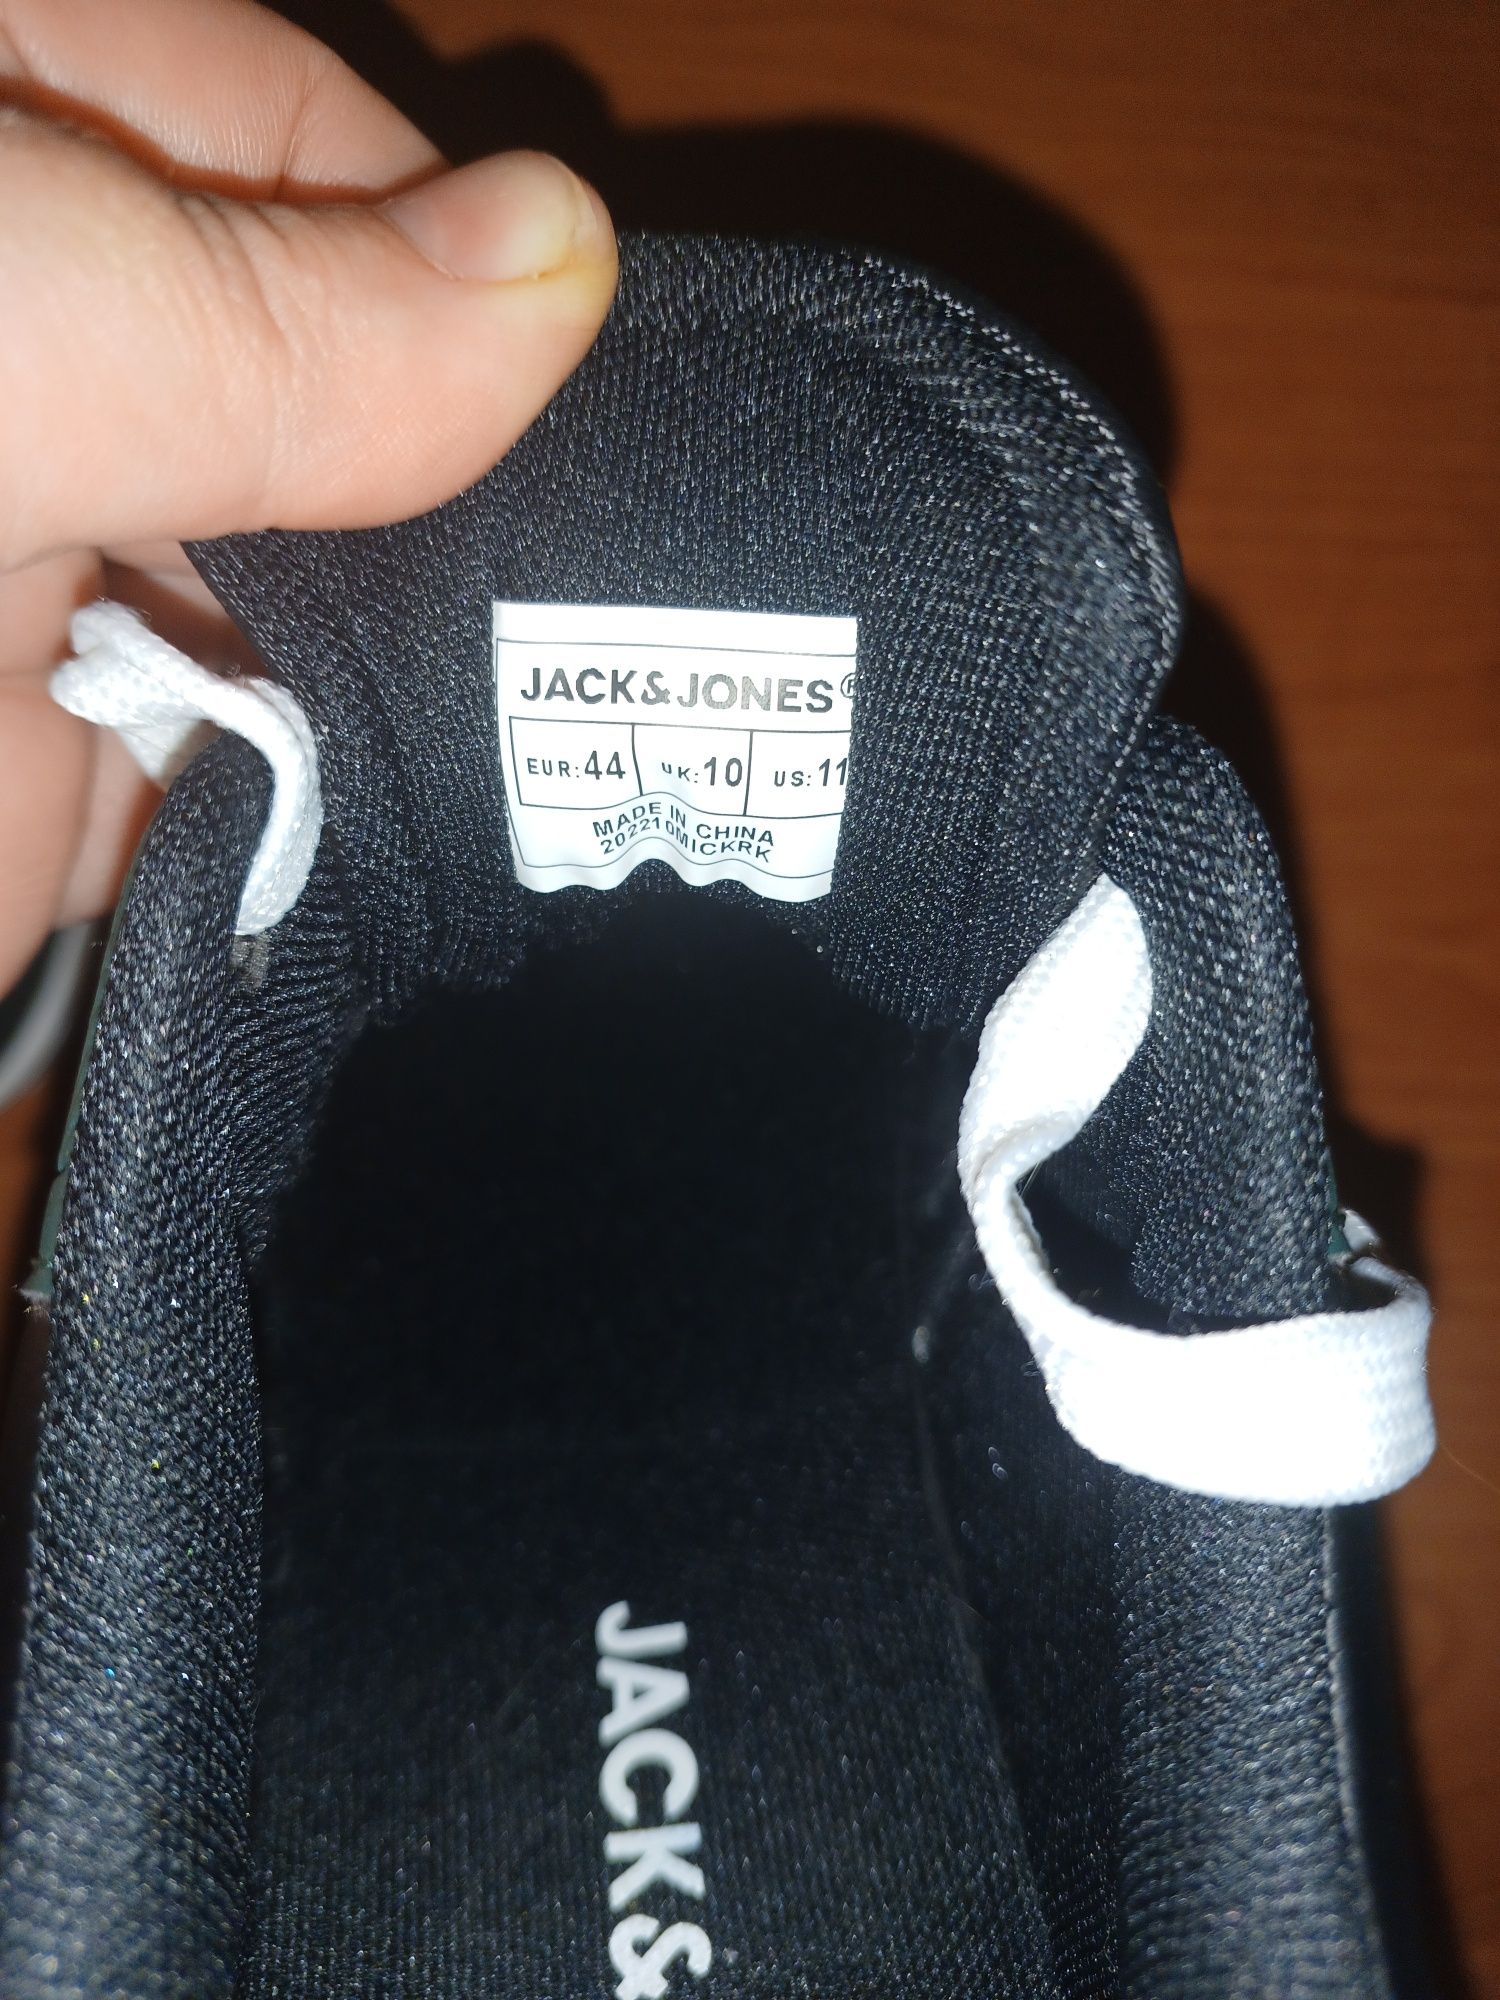 JACK&JONES®
EUR:44 UK:10 US:11
MADE IN CHINA
202210MICKRK
JACK&